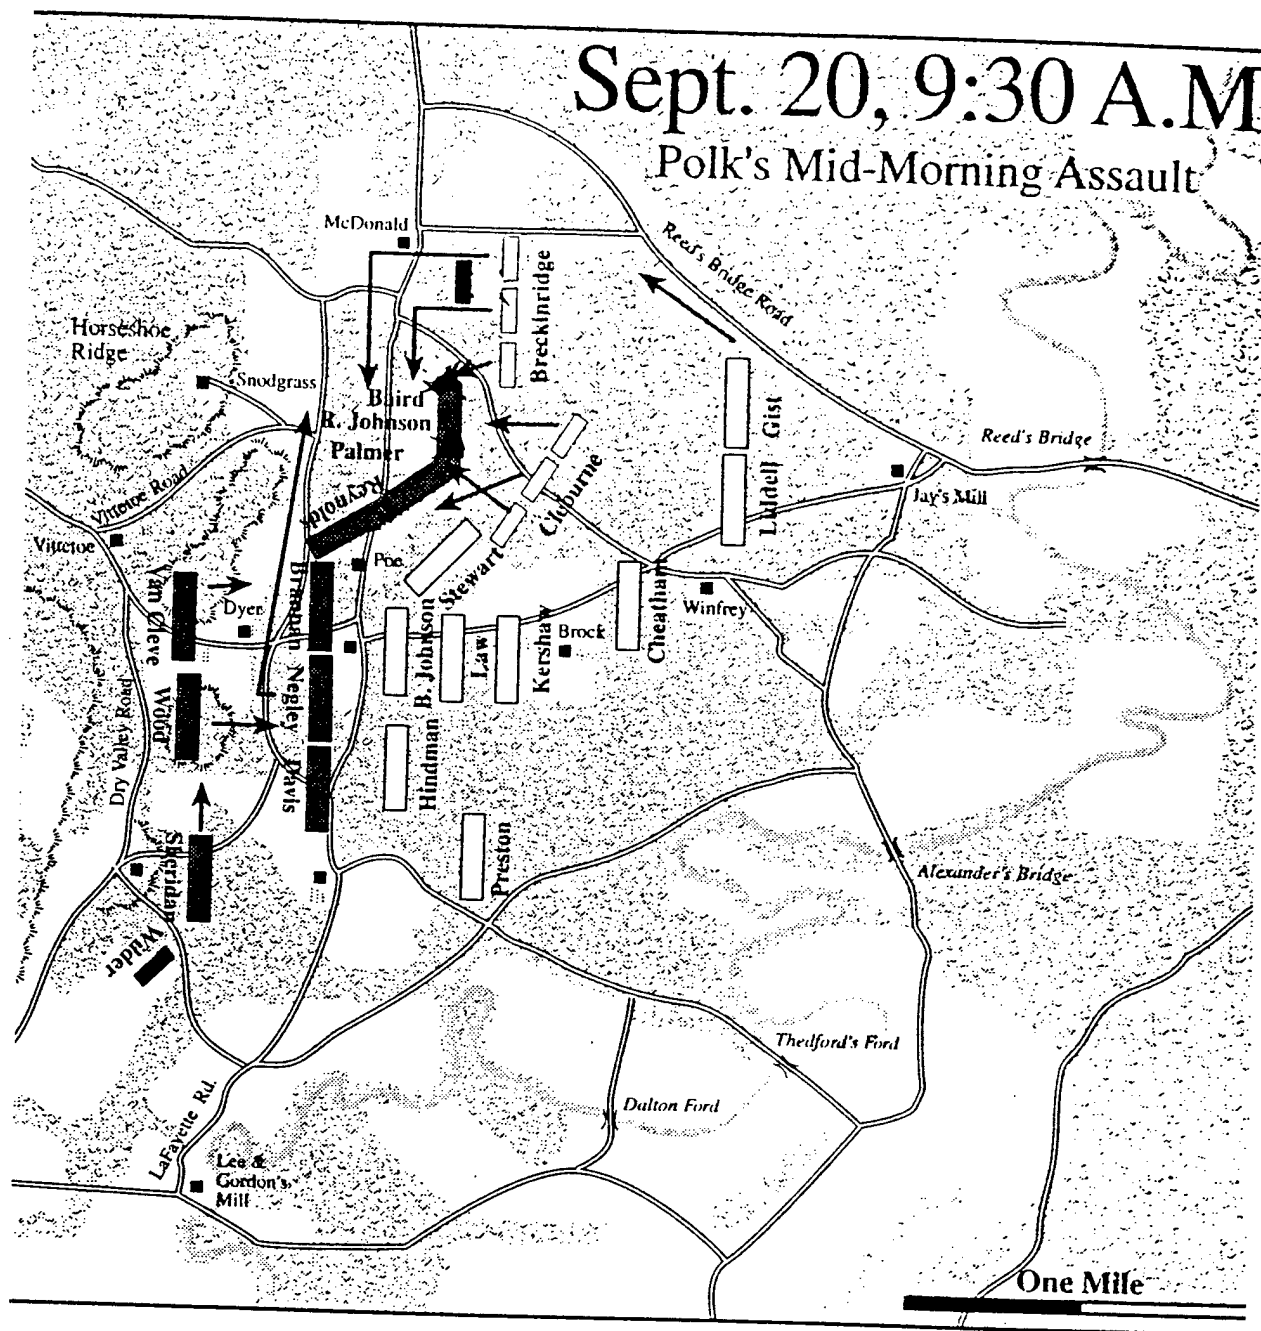 Sept. 20, 9:30 A.M
Polk's Mid-Morning Assault
McDonald
Reed's Bridge Road
Breckinridge
Horseshoe
Ridge
Snodgrass
Baird
R. Johnson
Palmer
Reynolds
Gist
Reed's Bridge
Liddell
Jay's Mill
Cleburne
Vittetoe Road
Vittetoe
Poe
Stewart
Van Cleve
Dyer
Brannan
B. Johnson
Law
Kershaw
Brock
Cheatham
Winfrey
Negley
Wood
Dry Valley Road
Davis
Hindman
Preston
Sheridan
Alexander's Bridge
Wilder
Thedford's Ford
Dalton Ford
LaFayette Rd.
Lee &
Gordon's
Mill
One Mile